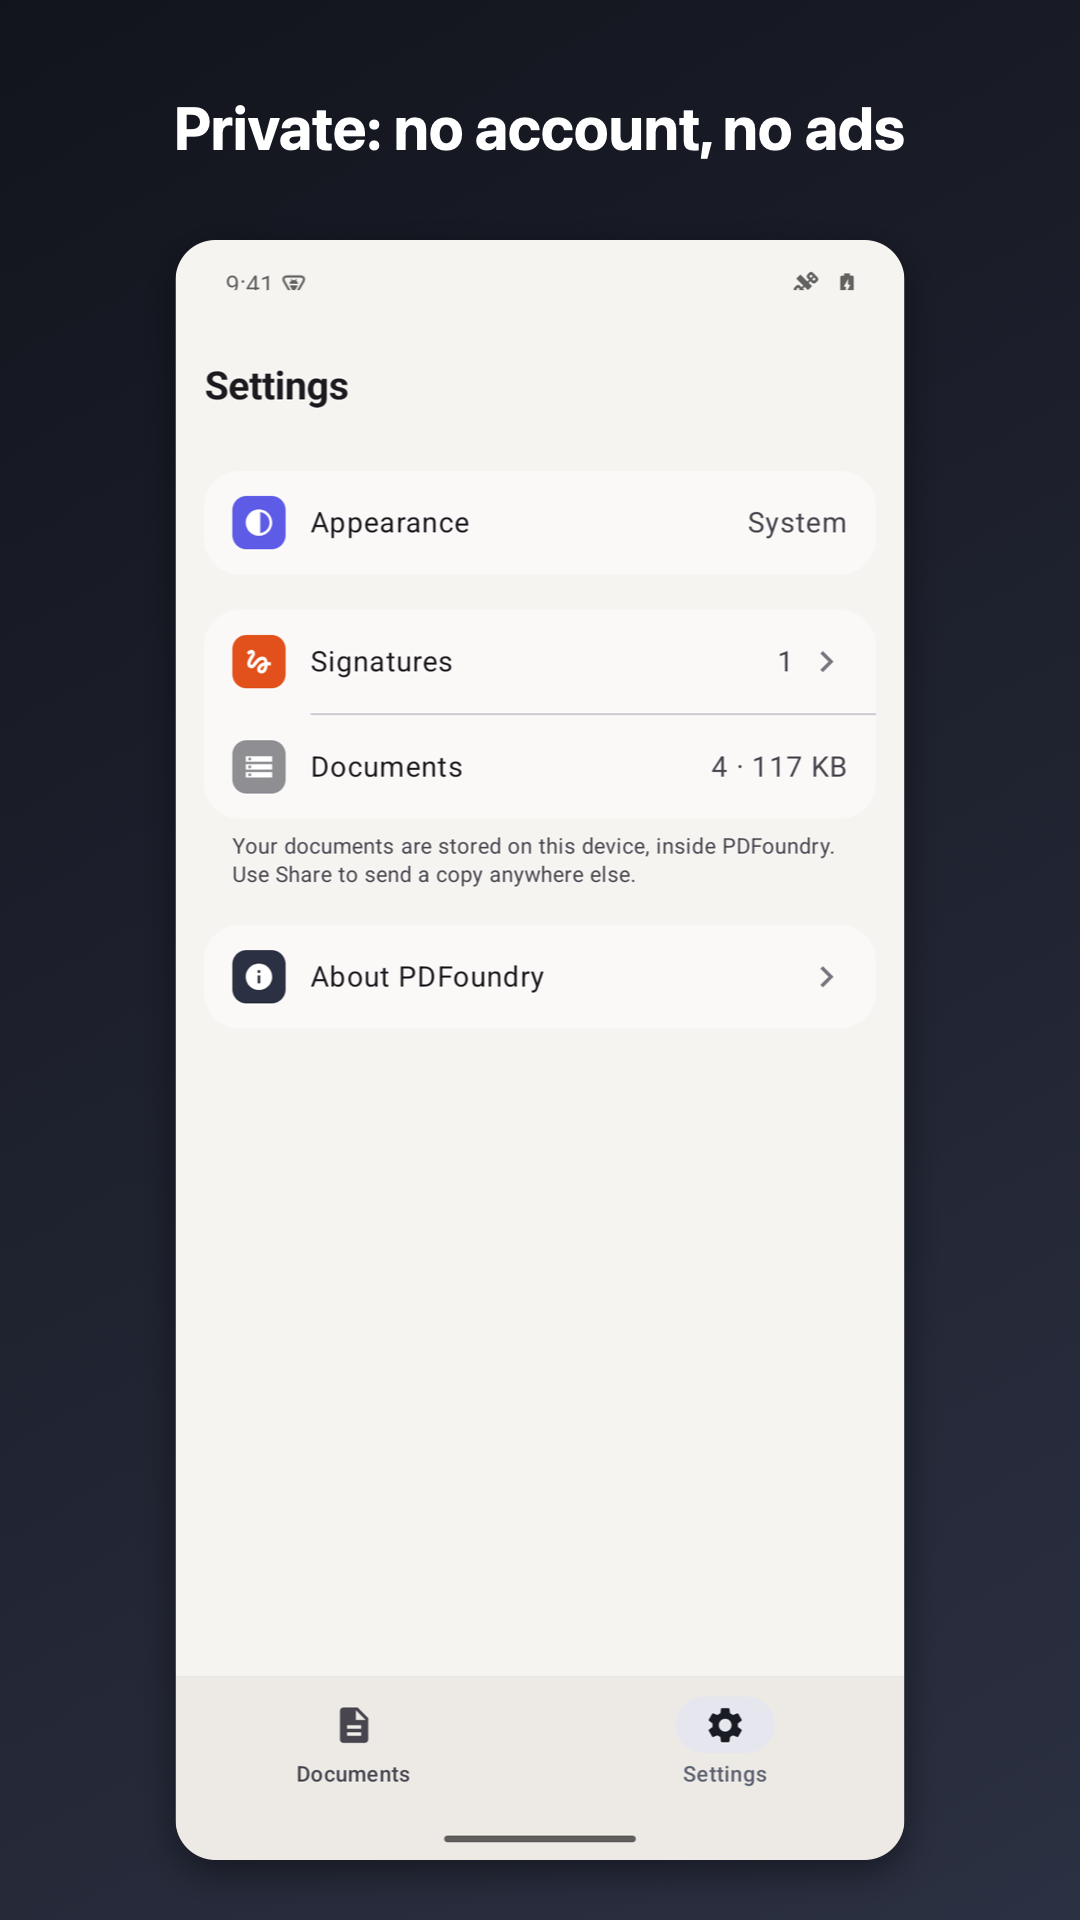 Private: no account, no ads
9:41
Settings
Appearance System
Signatures 1
Documents 4 · 117 KB
Your documents are stored on this device, inside PDFoundry.
Use Share to send a copy anywhere else.
About PDFoundry
Documents Settings